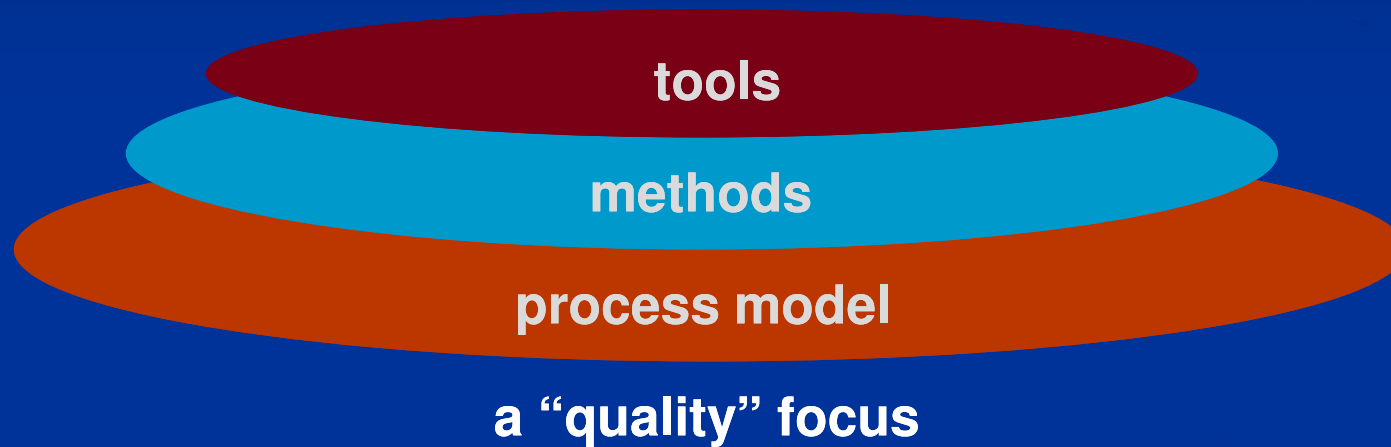 tools
methods
process model
a “quality” focus